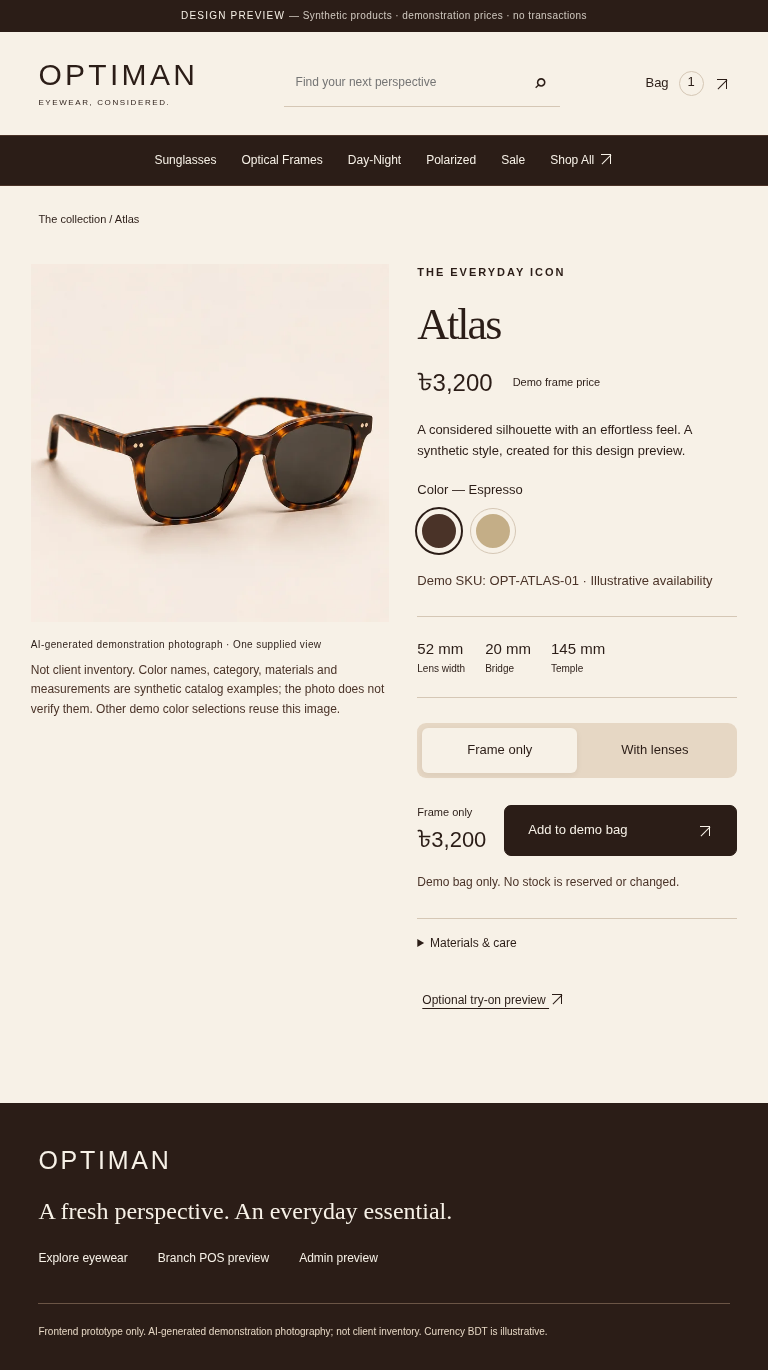 DESIGN PREVIEW — Synthetic products · demonstration prices · no transactions
OPTIMAN
EYEWEAR, CONSIDERED.
Find your next perspective
Bag 1
Sunglasses Optical Frames Day-Night Polarized Sale Shop All
The collection / Atlas
THE EVERYDAY ICON
Atlas
৳3,200 Demo frame price
A considered silhouette with an effortless feel. A
synthetic style, created for this design preview.
Color — Espresso
Demo SKU: OPT-ATLAS-01 · Illustrative availability
AI-generated demonstration photograph · One supplied view
Not client inventory. Color names, category, materials and
measurements are synthetic catalog examples; the photo does not
verify them. Other demo color selections reuse this image.
52 mm 20 mm 145 mm
Lens width Bridge Temple
Frame only With lenses
Frame only
৳3,200
Add to demo bag
Demo bag only. No stock is reserved or changed.
Materials & care
Optional try-on preview
OPTIMAN
A fresh perspective. An everyday essential.
Explore eyewear Branch POS preview Admin preview
Frontend prototype only. AI-generated demonstration photography; not client inventory. Currency BDT is illustrative.